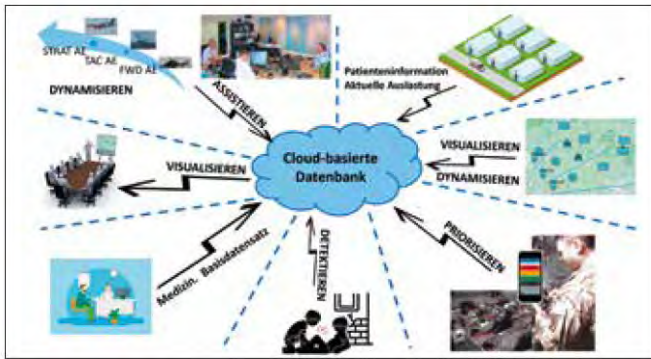 STRAT AE
TAC AE
FWD AE
DYNAMISIEREN
ASSISTIEREN
Patienteninformation
Aktuelle Auslastung
VISUALISIEREN
Cloud-basierte
Datenbank
VISUALISIEREN
DYNAMISIEREN
Medizin. Basisdatensatz
DETEKTIEREN
PRIORISIEREN